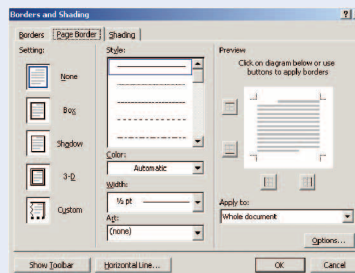 Borders and Shading
Borders
Page Border
Shading
Setting:
None
Box
Shadow
3-D
Custom
Style:
Color:
Automatic
Width:
½ pt
Art:
(none)
Preview
Click on diagram below or use
buttons to apply borders
Apply to:
Whole document
Options...
Show Toolbar
Horizontal Line...
OK
Cancel